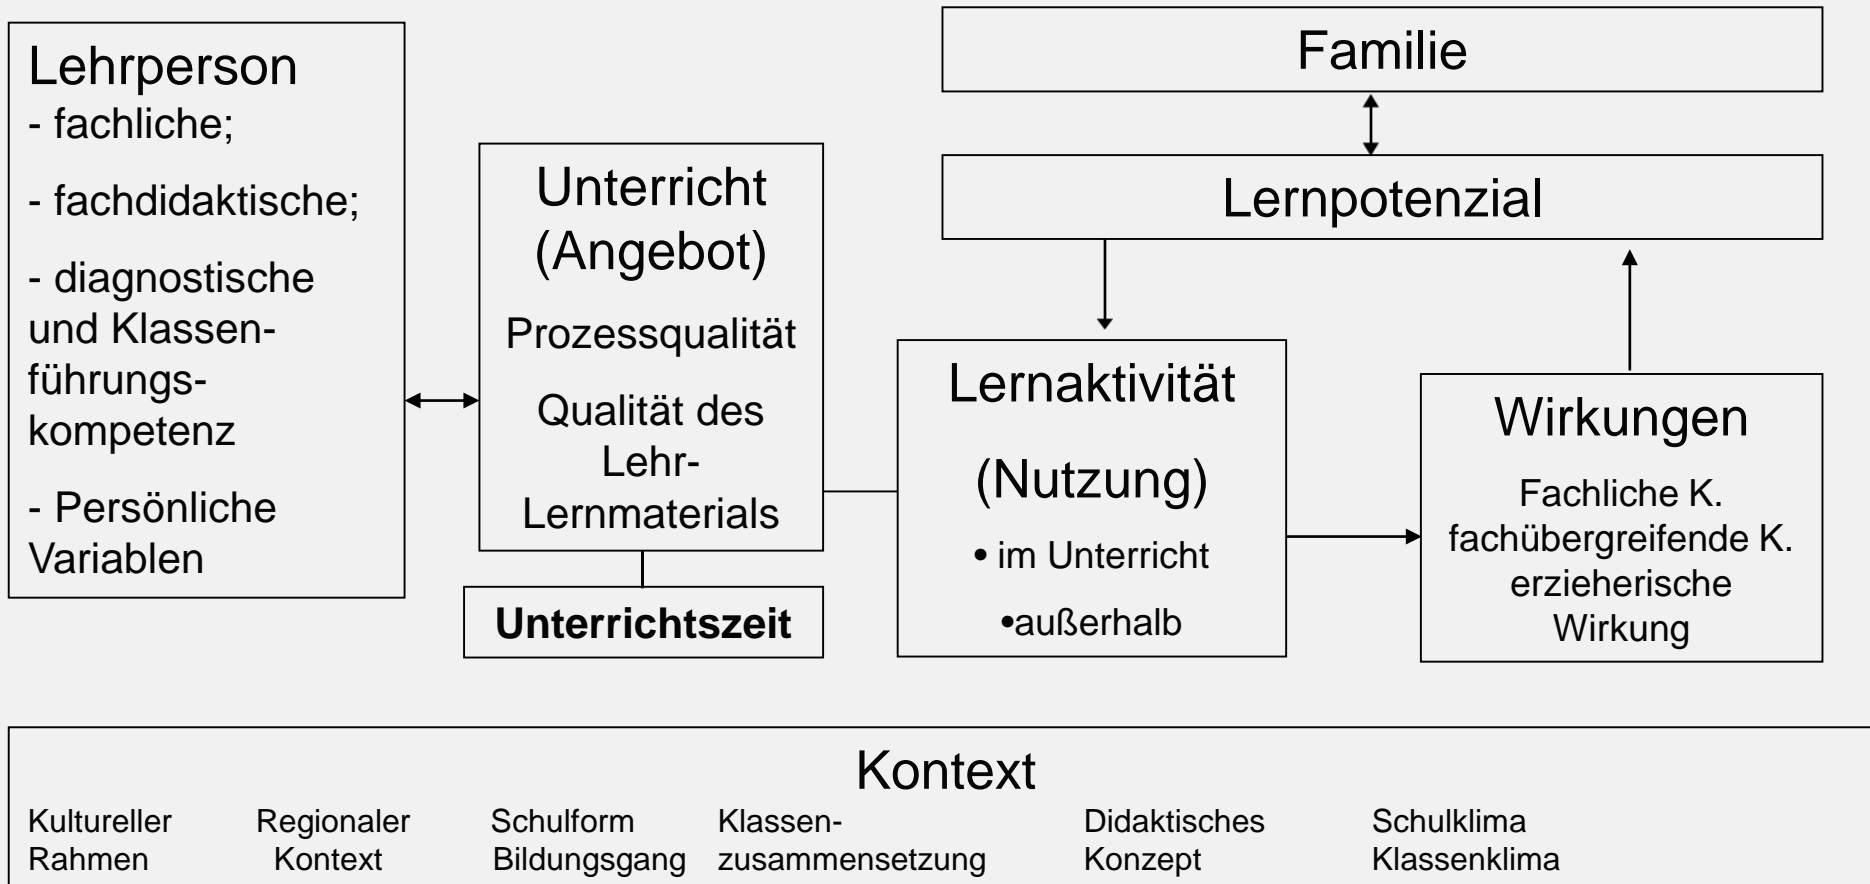 Lehrperson
- fachliche;
- fachdidaktische;
- diagnostische
und Klassen-
führungs-
kompetenz
- Persönliche
Variablen
Unterricht
(Angebot)
Prozessqualität
Qualität des
Lehr-
Lernmaterials
Unterrichtszeit
Familie
Lernpotenzial
Lernaktivität
(Nutzung)
• im Unterricht
•außerhalb
Wirkungen
Fachliche K.
fachübergreifende K.
erzieherische
Wirkung
Kontext
Kultureller
Rahmen
Regionaler
Kontext
Schulform
Bildungsgang
Klassen-
zusammensetzung
Didaktisches
Konzept
Schulklima
Klassenklima